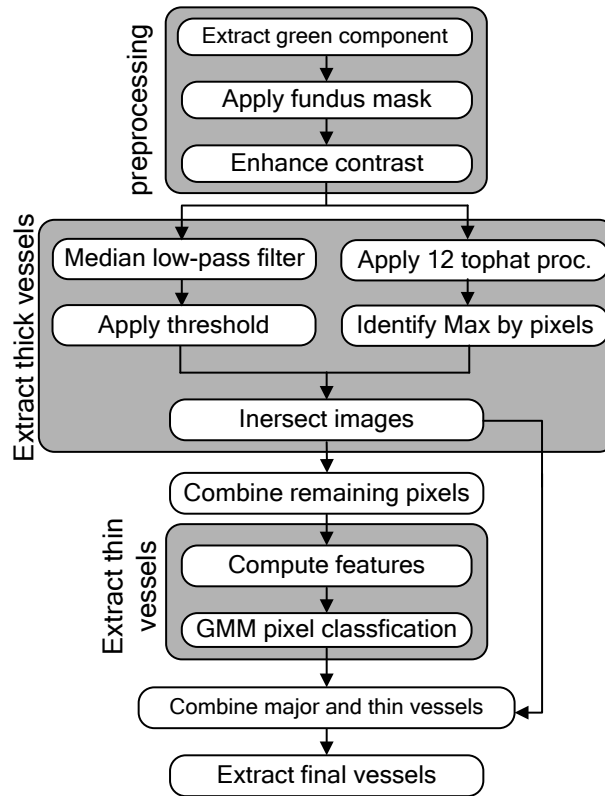 preprocessing
Extract green component
Apply fundus mask
Enhance contrast
Extract thick vessels
Median low-pass filter
Apply 12 tophat proc.
Apply threshold
Identify Max by pixels
Inersect images
Combine remaining pixels
Extract thin
vessels
Compute features
GMM pixel classfication
Combine major and thin vessels
Extract final vessels